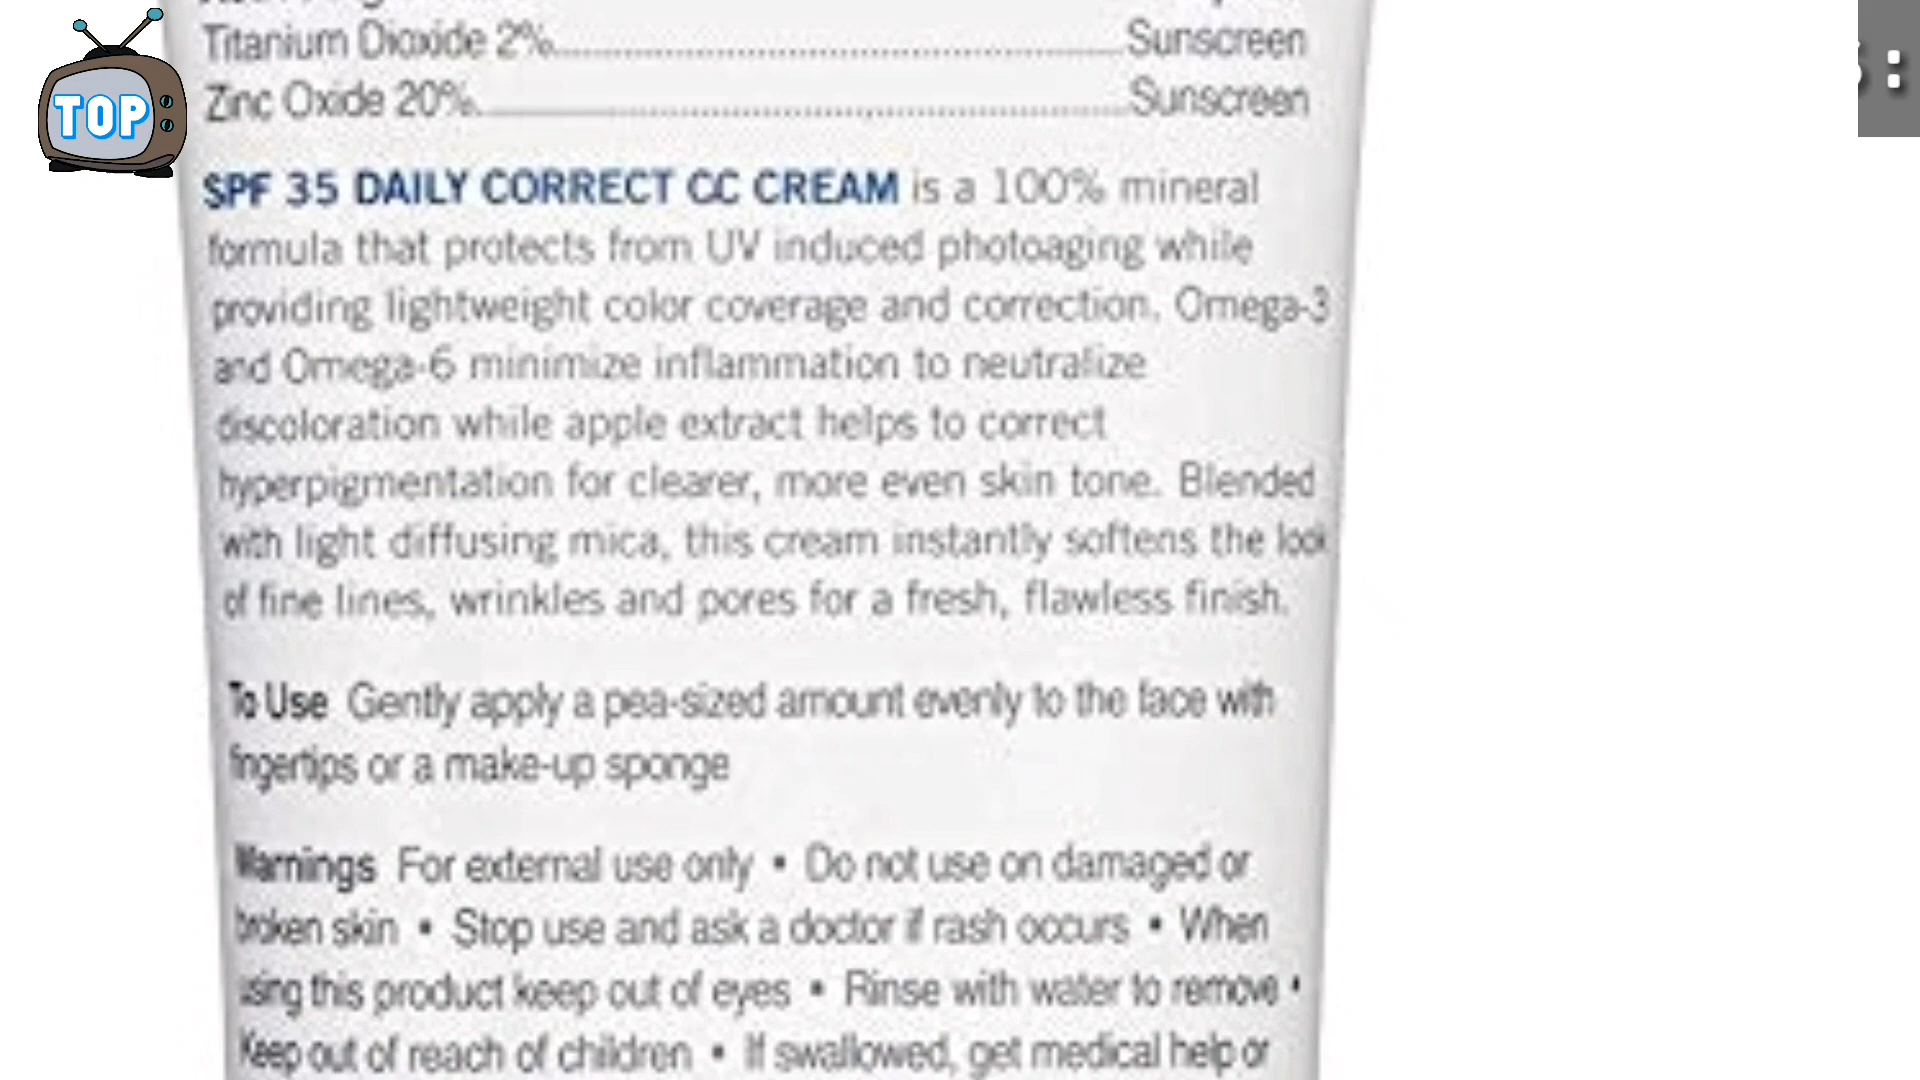 Titanium Dioxide 2%..........Sunscreen
Zinc Oxide 20%..........Sunscreen
TOP
SPF 35 DAILY CORRECT CC CREAM is a 100% mineral
formula that protects from UV induced photoaging while
providing lightweight color coverage and correction. Omega-3
and Omega-6 minimize inflammation to neutralize
discoloration while apple extract helps to correct
hyperpigmentation for clearer, more even skin tone. Blended
with light diffusing mica, this cream instantly softens the look
of fine lines, wrinkles and pores for a fresh, flawless finish.
To Use Gently apply a pea-sized amount evenly to the face with
fingertips or a make-up sponge
Warnings For external use only • Do not use on damaged or
broken skin • Stop use and ask a doctor if rash occurs • When
using this product keep out of eyes • Rinse with water to remove •
Keep out of reach of children • If swallowed, get medical help or